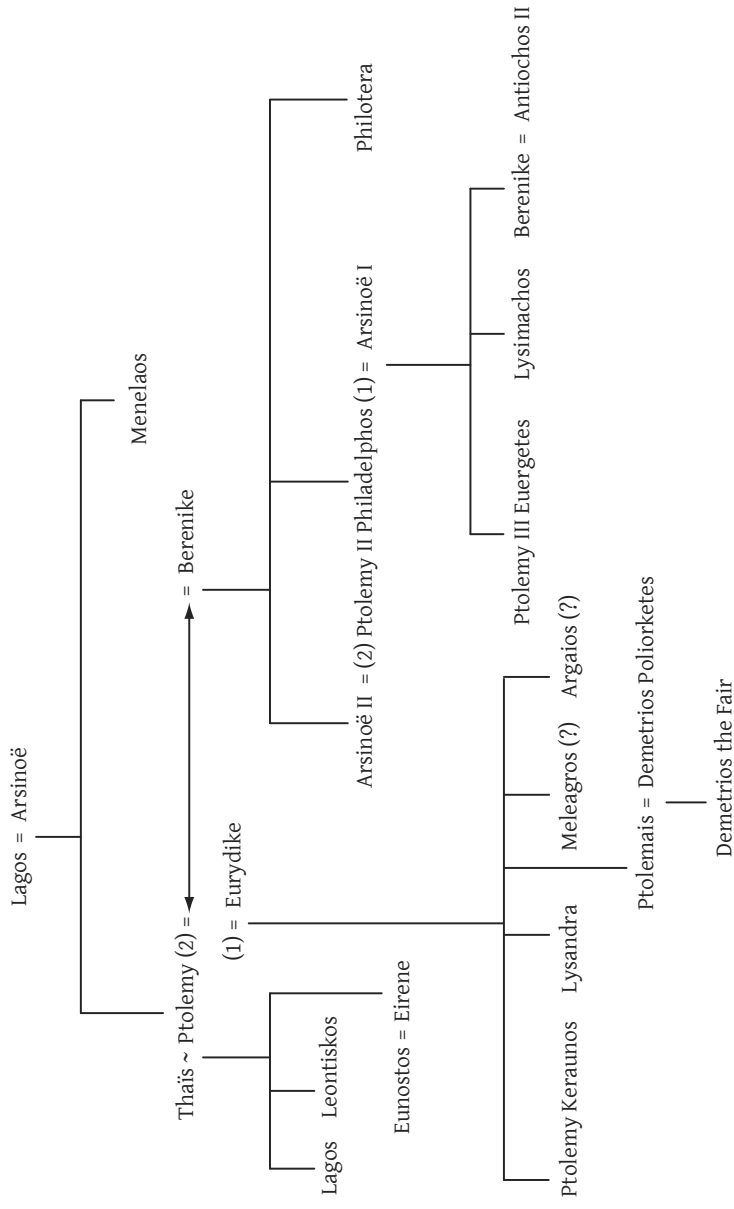 Lagos = Arsinoë
Menelaos
Thaïs ~ Ptolemy (2) = = Berenike
(1) = Eurydike
Lagos Leontiskos
Eunostos = Eirene
Arsinoë II = (2) Ptolemy II Philadelphos (1) = Arsinoë I Philotera
Ptolemy III Euergetes Lysimachos Berenike = Antiochos II
Ptolemy Keraunos Lysandra Meleagros (?) Argaios (?)
Ptolemais = Demetrios Poliorketes
Demetrios the Fair